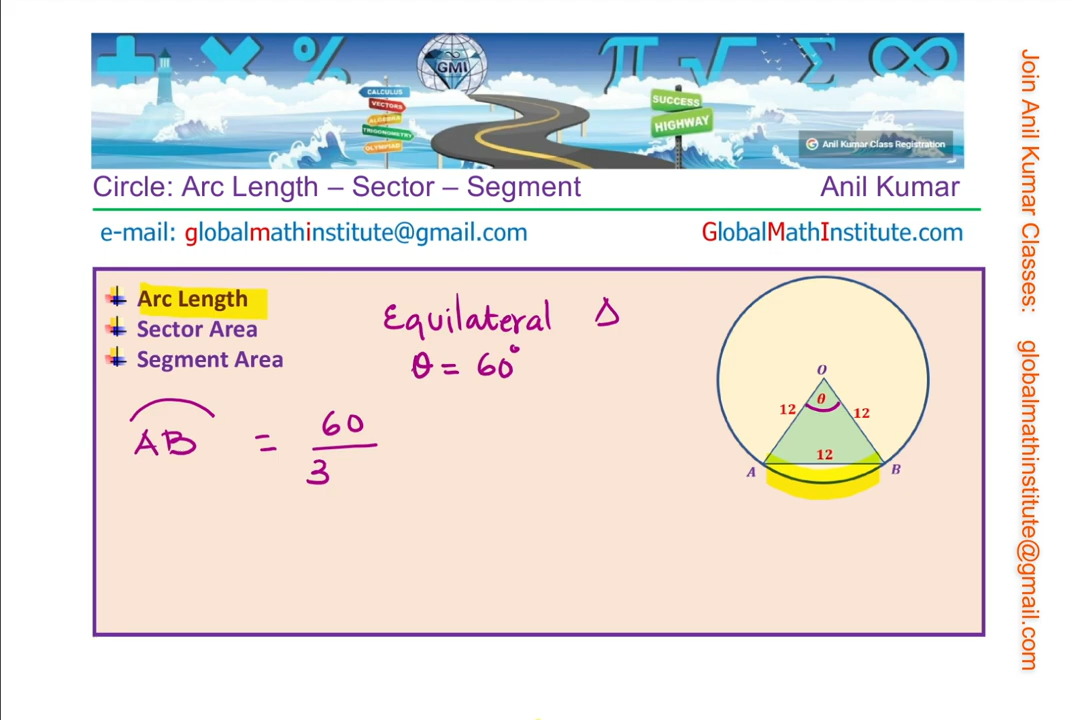 GMI
CALCULUS
VECTORS
ALGEBRA
TRIGONOMETRY
OLYMPIAD
SUCCESS
HIGHWAY
Anil Kumar Class Registration
Circle: Arc Length – Sector – Segment
Anil Kumar
e-mail: globalmathinstitute@gmail.com
GlobalMathInstitute.com
Arc Length
Sector Area
Segment Area
Equilateral Δ
θ = 60°
AB = 60
3
O
θ
12
12
12
A
B
Join Anil Kumar Classes: globalmathinstitute@gmail.com